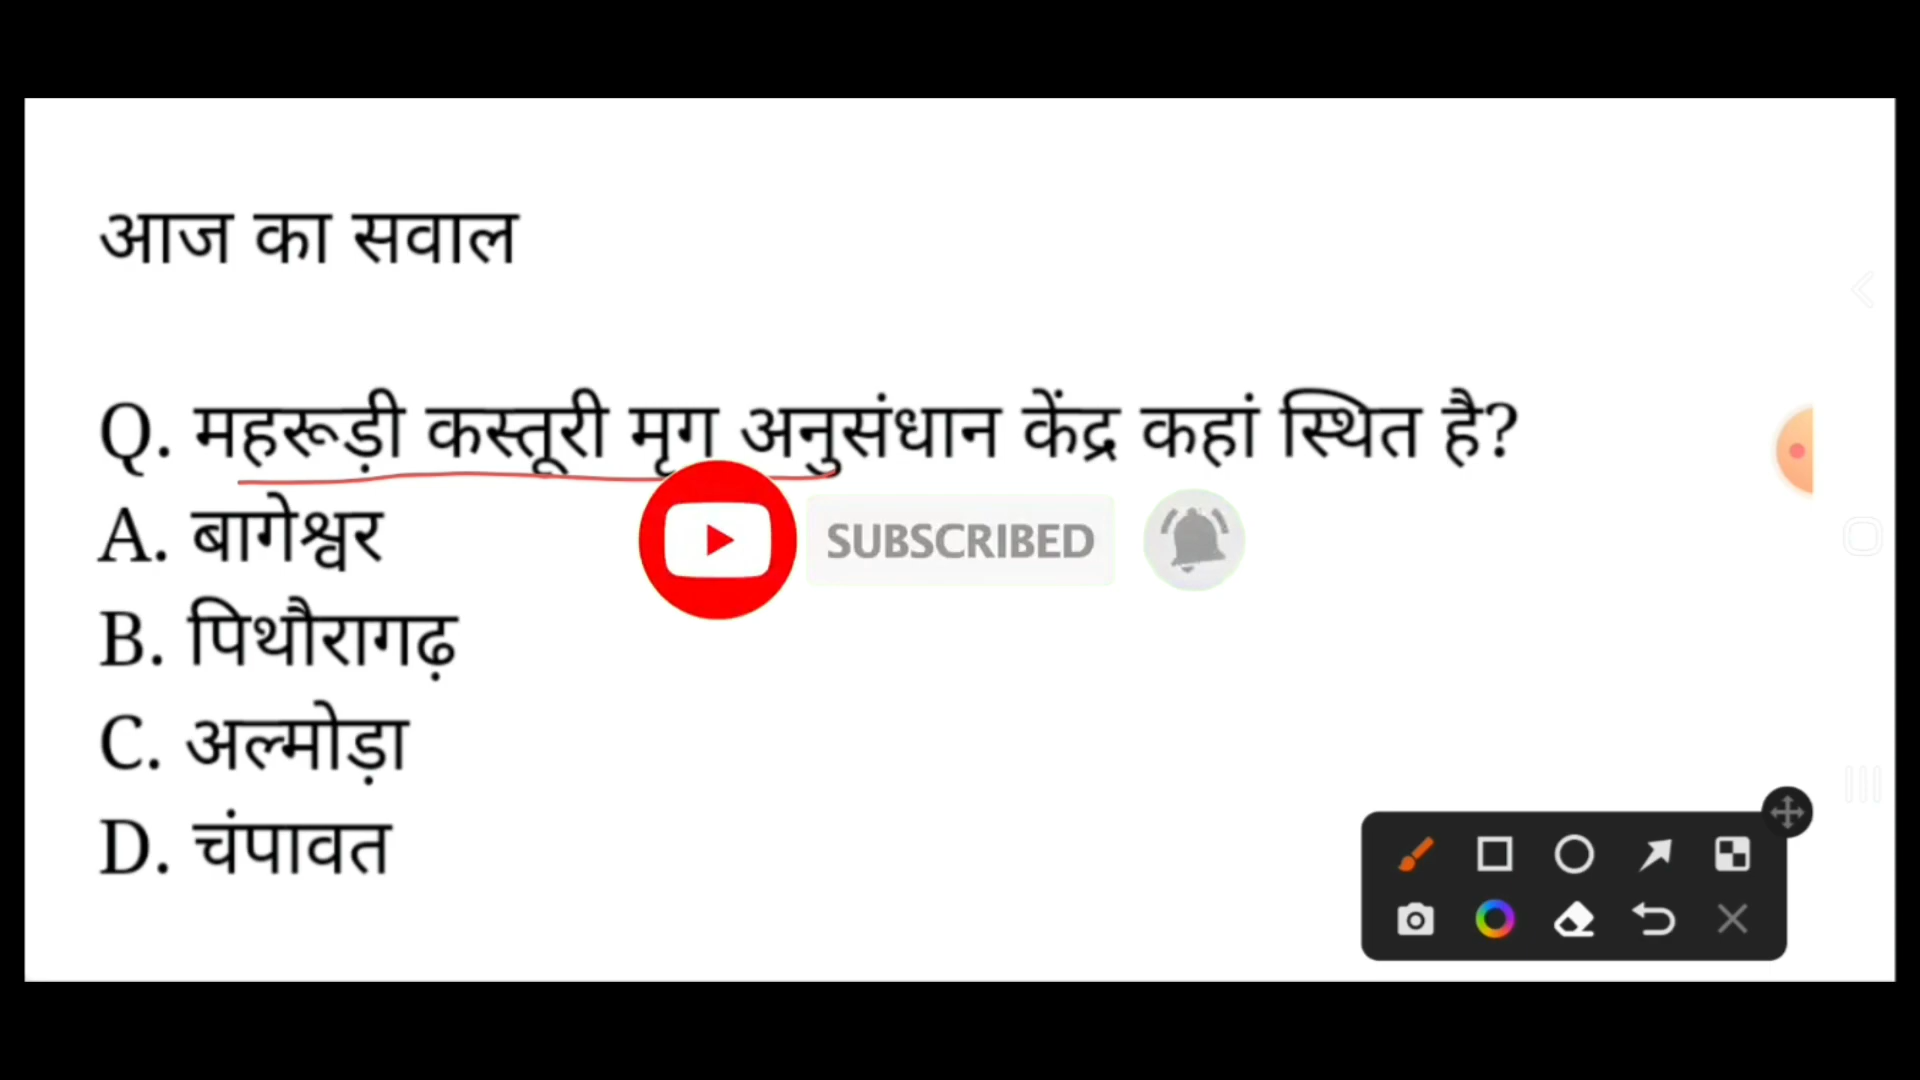 आज का सवाल
Q. महरूड़ी कस्तूरी मृग अनुसंधान केंद्र कहां स्थित है?
A. बागेश्वर
SUBSCRIBED
B. पिथौरागढ़
C. अल्मोड़ा
D. चंपावत